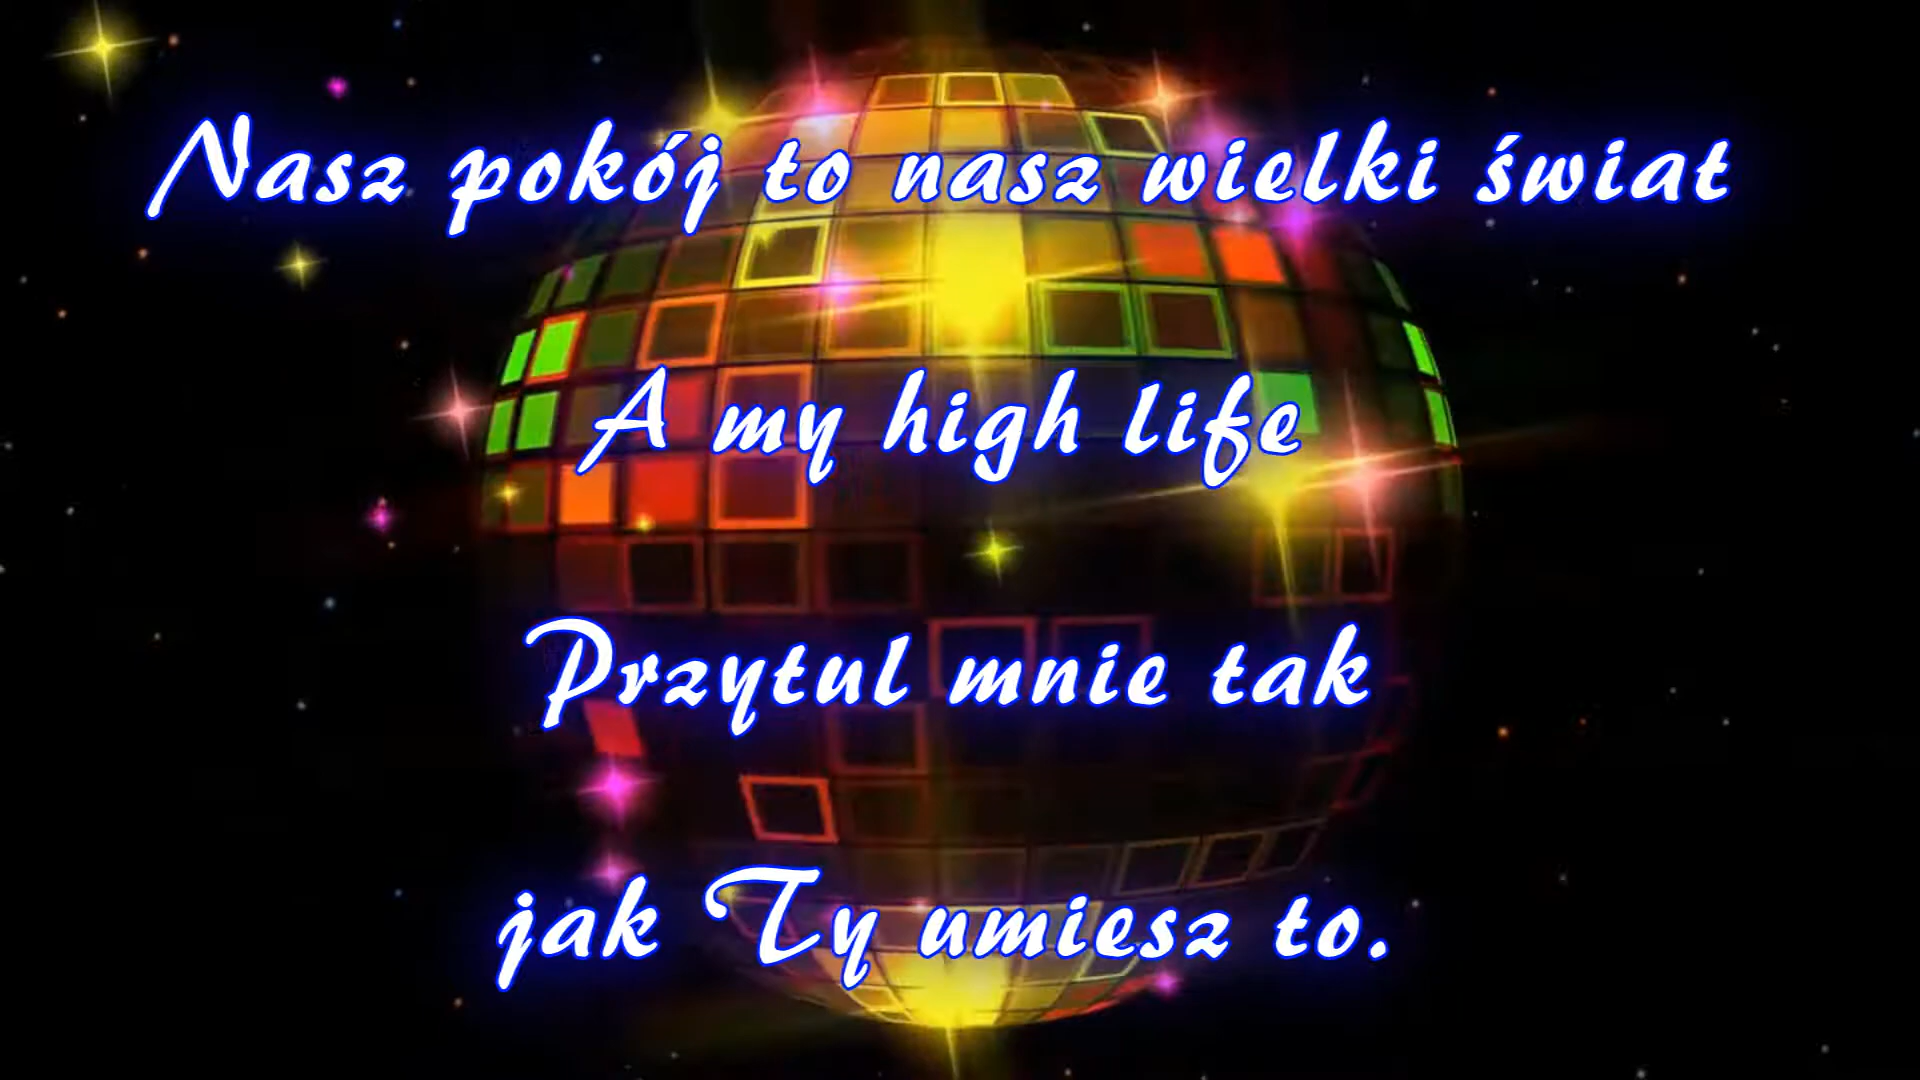 Nasz pokój to nasz wielki świat
A my high life
Przytul mnie tak
jak Ty umiesz to.